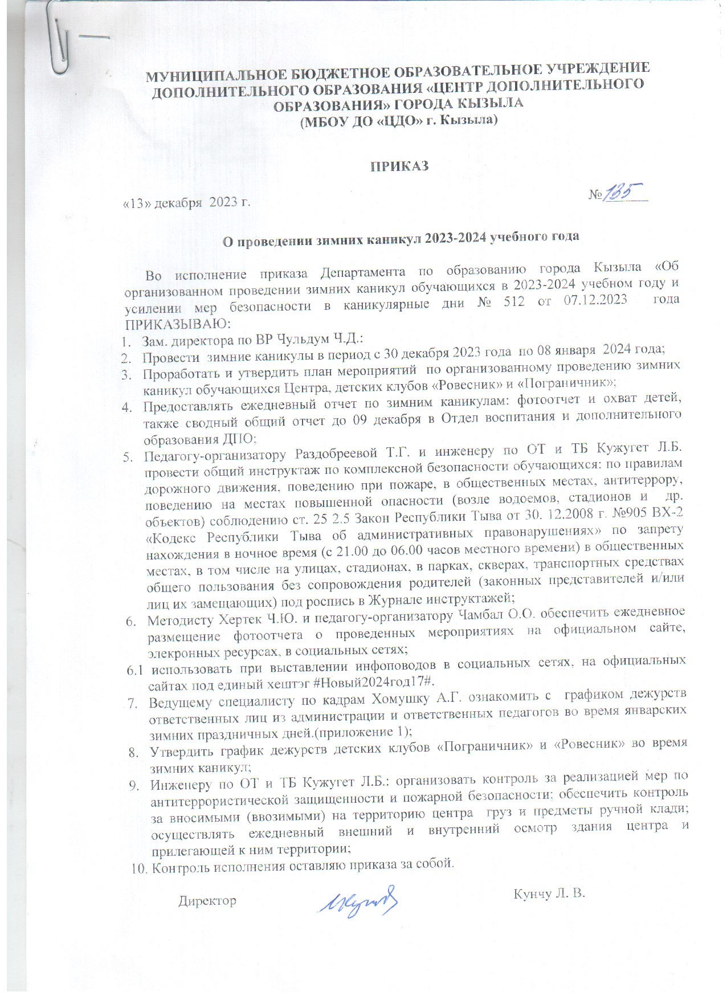 МУНИЦИПАЛЬНОЕ БЮДЖЕТНОЕ ОБРАЗОВАТЕЛЬНОЕ УЧРЕЖДЕНИЕ
ДОПОЛНИТЕЛЬНОГО ОБРАЗОВАНИЯ «ЦЕНТР ДОПОЛНИТЕЛЬНОГО
ОБРАЗОВАНИЯ» ГОРОДА КЫЗЫЛА
(МБОУ ДО «ЦДО» г. Кызыла)
ПРИКАЗ
«13» декабря 2023 г. № 135
О проведении зимних каникул 2023-2024 учебного года
Во исполнение приказа Департамента по образованию города Кызыла «Об
организованном проведении зимних каникул обучающихся в 2023-2024 учебном году и
усилении мер безопасности в каникулярные дни № 512 от 07.12.2023 года
ПРИКАЗЫВАЮ:
1. Зам. директора по ВР Чульдум Ч.Д.:
2. Провести зимние каникулы в период с 30 декабря 2023 года по 08 января 2024 года;
3. Проработать и утвердить план мероприятий по организованному проведению зимних
каникул обучающихся Центра, детских клубов «Ровесник» и «Пограничник»;
4. Предоставлять ежедневный отчет по зимним каникулам: фотоотчет и охват детей,
также сводный общий отчет до 09 декабря в Отдел воспитания и дополнительного
образования ДПО;
5. Педагогу-организатору Раздобреевой Т.Г. и инженеру по ОТ и ТБ Кужугет Л.Б.
провести общий инструктаж по комплексной безопасности обучающихся: по правилам
дорожного движения, поведению при пожаре, в общественных местах, антитеррору,
поведению на местах повышенной опасности (возле водоемов, стадионов и др.
объектов) соблюдению ст. 25 2.5 Закон Республики Тыва от 30. 12.2008 г. №905 ВХ-2
«Кодекс Республики Тыва об административных правонарушениях» по запрету
нахождения в ночное время (с 21.00 до 06.00 часов местного времени) в общественных
местах, в том числе на улицах, стадионах, в парках, скверах, транспортных средствах
общего пользования без сопровождения родителей (законных представителей и/или
лиц их замещающих) под роспись в Журнале инструктажей;
6. Методисту Хертек Ч.Ю. и педагогу-организатору Чамбал О.О. обеспечить ежедневное
размещение фотоотчета о проведенных мероприятиях на официальном сайте,
элекронных ресурсах, в социальных сетях;
6.1 использовать при выставлении инфоповодов в социальных сетях, на официальных
сайтах под единый хештэг #Новый2024год17#.
7. Ведущему специалисту по кадрам Хомушку А.Г. ознакомить с графиком дежурств
ответственных лиц из администрации и ответственных педагогов во время январских
зимних праздничных дней.(приложение 1);
8. Утвердить график дежурств детских клубов «Пограничник» и «Ровесник» во время
зимних каникул;
9. Инженеру по ОТ и ТБ Кужугет Л.Б.: организовать контроль за реализацией мер по
антитеррористической защищенности и пожарной безопасности; обеспечить контроль
за вносимыми (ввозимыми) на территорию центра груз и предметы ручной клади;
осуществлять ежедневный внешний и внутренний осмотр здания центра и
прилегающей к ним территории;
10. Контроль исполнения оставляю приказа за собой.
Директор Кунчу Л. В.